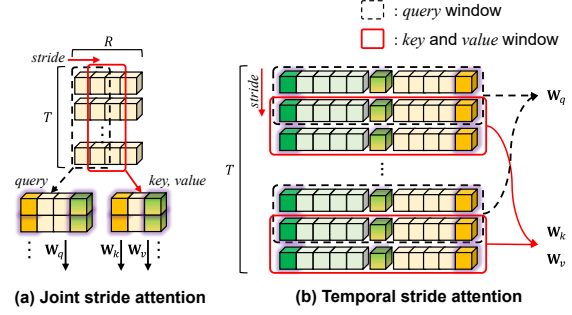 : query window
: key and value window
R
stride
T
⋮
query
key, value
⋮
W_q
W_k
W_v
⋮
(a) Joint stride attention
stride
T
⋮
W_q
W_k
W_v
(b) Temporal stride attention